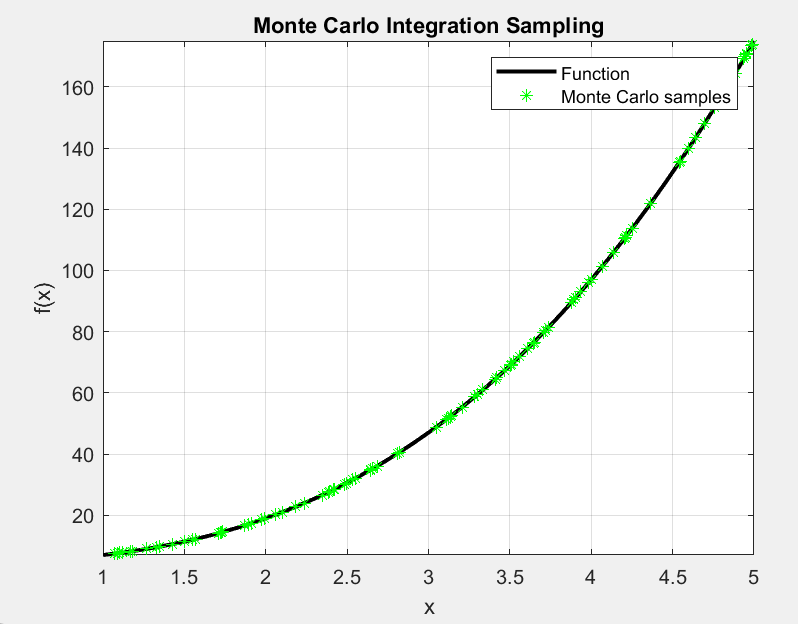 Monte Carlo Integration Sampling
Function
Monte Carlo samples
160
140
120
100
80
60
40
20
f(x)
1 1.5 2 2.5 3 3.5 4 4.5 5
x